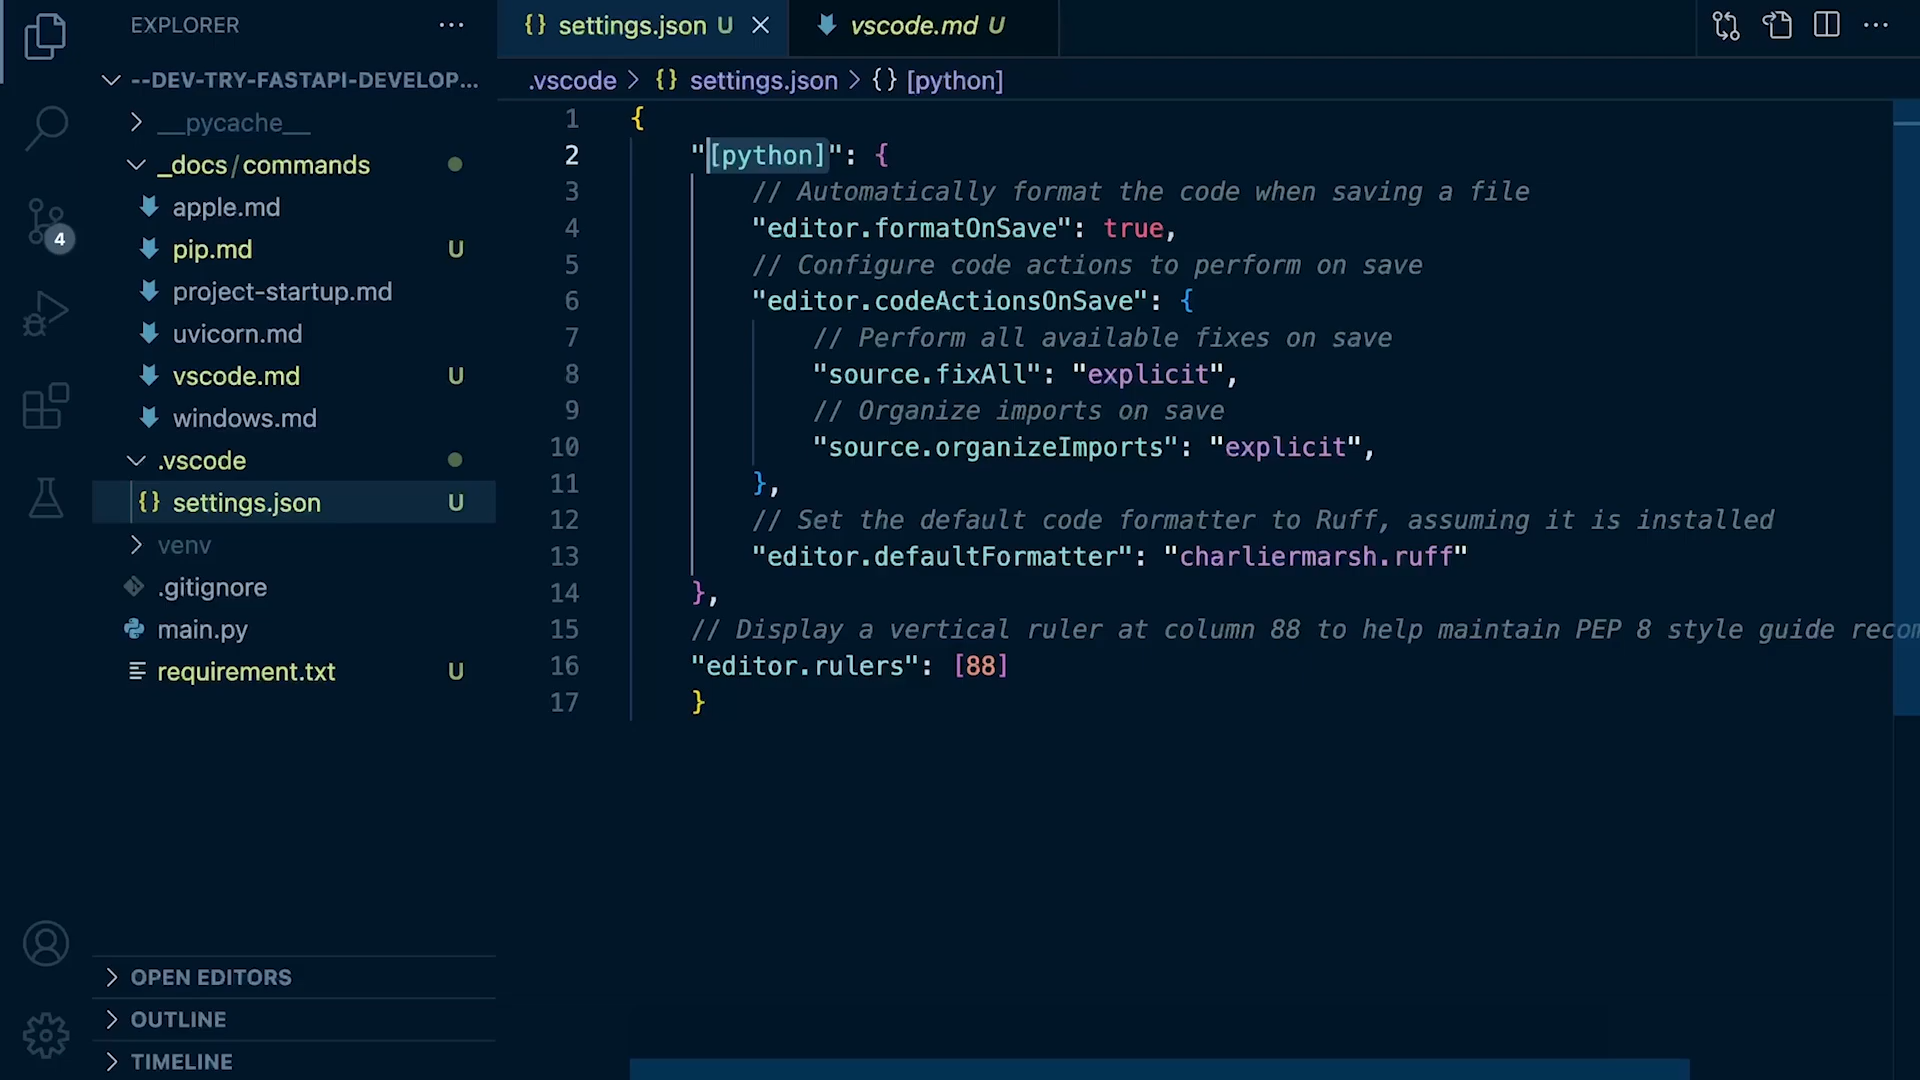 EXPLORER
--DEV-TRY-FASTAPI-DEVELOP...
__pycache__
_docs/commands
apple.md
pip.md U
project-startup.md
uvicorn.md
vscode.md U
windows.md
.vscode
{} settings.json U
venv
.gitignore
main.py
requirement.txt U
OPEN EDITORS
OUTLINE
TIMELINE
4
{} settings.json U
vscode.md U
.vscode > {} settings.json > {} [python]
1 {
2 "[python]": {
3 // Automatically format the code when saving a file
4 "editor.formatOnSave": true,
5 // Configure code actions to perform on save
6 "editor.codeActionsOnSave": {
7 // Perform all available fixes on save
8 "source.fixAll": "explicit",
9 // Organize imports on save
10 "source.organizeImports": "explicit",
11 },
12 // Set the default code formatter to Ruff, assuming it is installed
13 "editor.defaultFormatter": "charliermarsh.ruff"
14 },
15 // Display a vertical ruler at column 88 to help maintain PEP 8 style guide recom
16 "editor.rulers": [88]
17 }